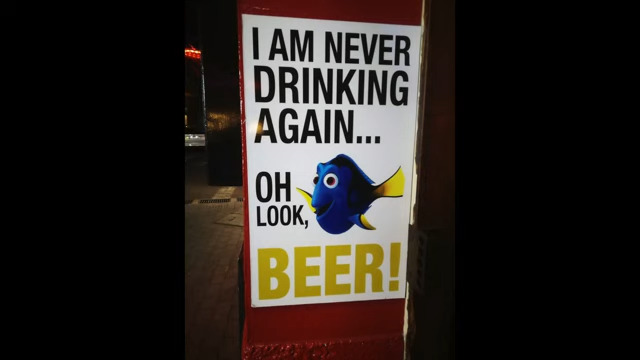 I AM NEVER
DRINKING
AGAIN...
OH
LOOK,
BEER!